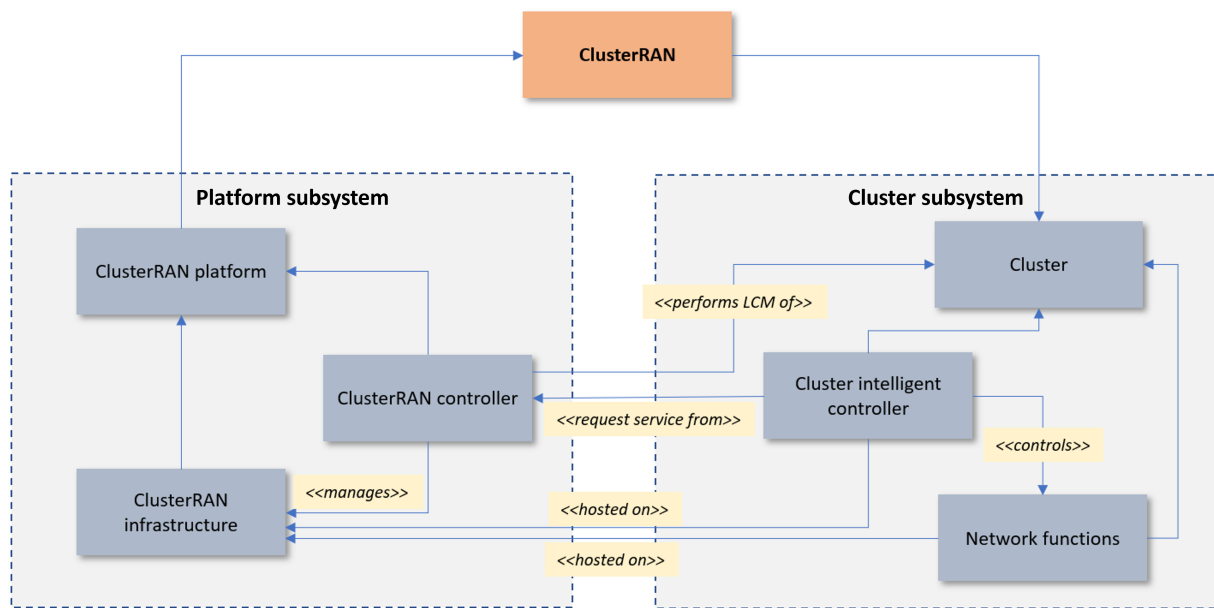 ClusterRAN
Platform subsystem
Cluster subsystem
ClusterRAN platform
Cluster
<<performs LCM of>>
ClusterRAN controller
Cluster intelligent
controller
<<request service from>>
<<controls>>
<<manages>>
ClusterRAN
infrastructure
<<hosted on>>
Network functions
<<hosted on>>